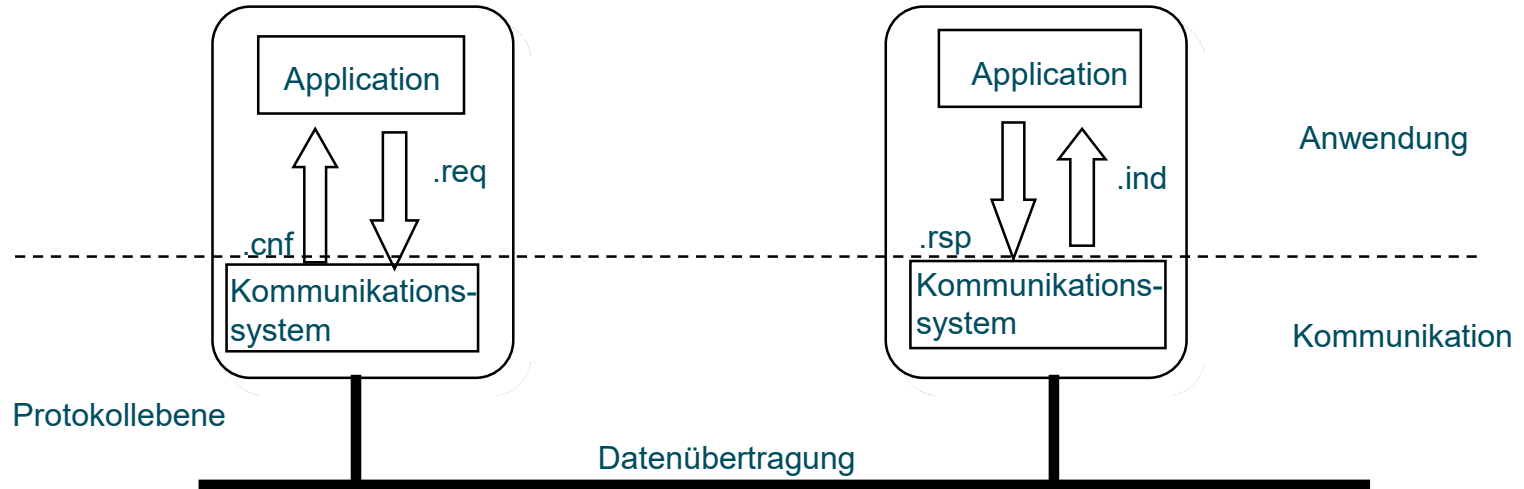 Application
Application
Anwendung
.req
.ind
.cnf
.rsp
Kommunikations-
system
Kommunikations-
system
Kommunikation
Protokollebene
Datenübertragung